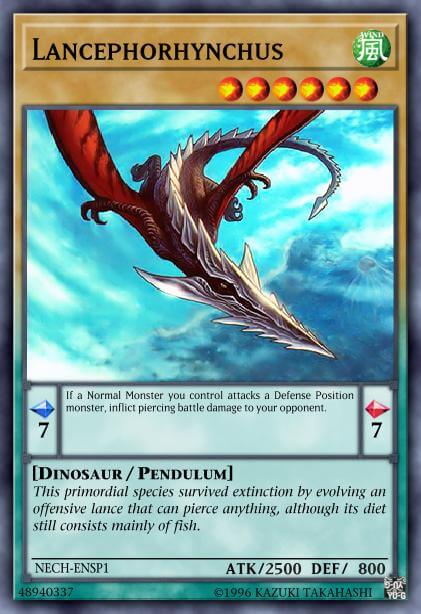 LANCEPHORHYNCHUS
WIND
風
If a Normal Monster you control attacks a Defense Position
monster, inflict piercing battle damage to your opponent.
7
7
[DINOSAUR / PENDULUM]
This primordial species survived extinction by evolving an
offensive lance that can pierce anything, although its diet
still consists mainly of fish.
NECH-ENSP1
ATK/2500 DEF/ 800
48940337
©1996 KAZUKI TAKAHASHI